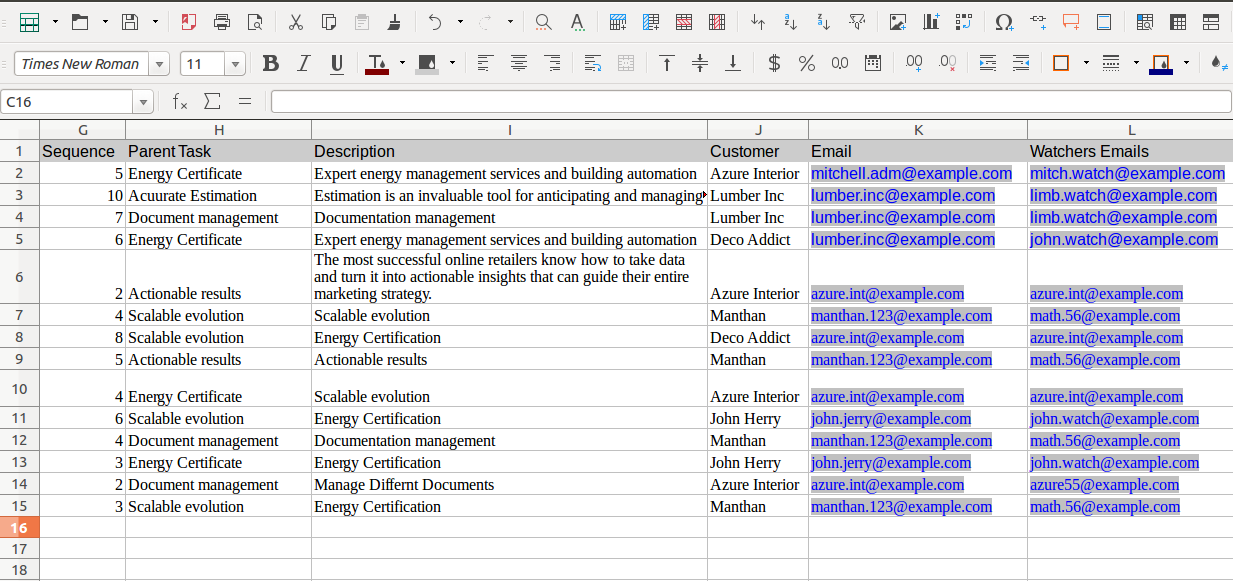 Times New Roman 11 B I U T $ % 0.0 .00 .00
C16 fx Σ =
G H I J K L
1 Sequence Parent Task Description Customer Email Watchers Emails
2 5 Energy Certificate Expert energy management services and building automation Azure Interior mitchell.adm@example.com mitch.watch@example.com
3 10 Acuurate Estimation Estimation is an invaluable tool for anticipating and managing Lumber Inc lumber.inc@example.com limb.watch@example.com
4 7 Document management Documentation management Lumber Inc lumber.inc@example.com limb.watch@example.com
5 6 Energy Certificate Expert energy management services and building automation Deco Addict lumber.inc@example.com john.watch@example.com
The most successful online retailers know how to take data
6 and turn it into actionable insights that can guide their entire
2 Actionable results marketing strategy. Azure Interior azure.int@example.com azure.int@example.com
7 4 Scalable evolution Scalable evolution Manthan manthan.123@example.com math.56@example.com
8 8 Scalable evolution Energy Certification Deco Addict azure.int@example.com azure.int@example.com
9 5 Actionable results Actionable results Manthan manthan.123@example.com math.56@example.com
10 4 Energy Certificate Scalable evolution Azure Interior azure.int@example.com azure.int@example.com
11 6 Scalable evolution Energy Certification John Herry john.jerry@example.com john.watch@example.com
12 4 Document management Documentation management Manthan manthan.123@example.com math.56@example.com
13 3 Energy Certificate Energy Certification John Herry john.jerry@example.com john.watch@example.com
14 2 Document management Manage Differnt Documents Azure Interior azure.int@example.com azure55@example.com
15 3 Scalable evolution Energy Certification Manthan manthan.123@example.com math.56@example.com
16
17
18